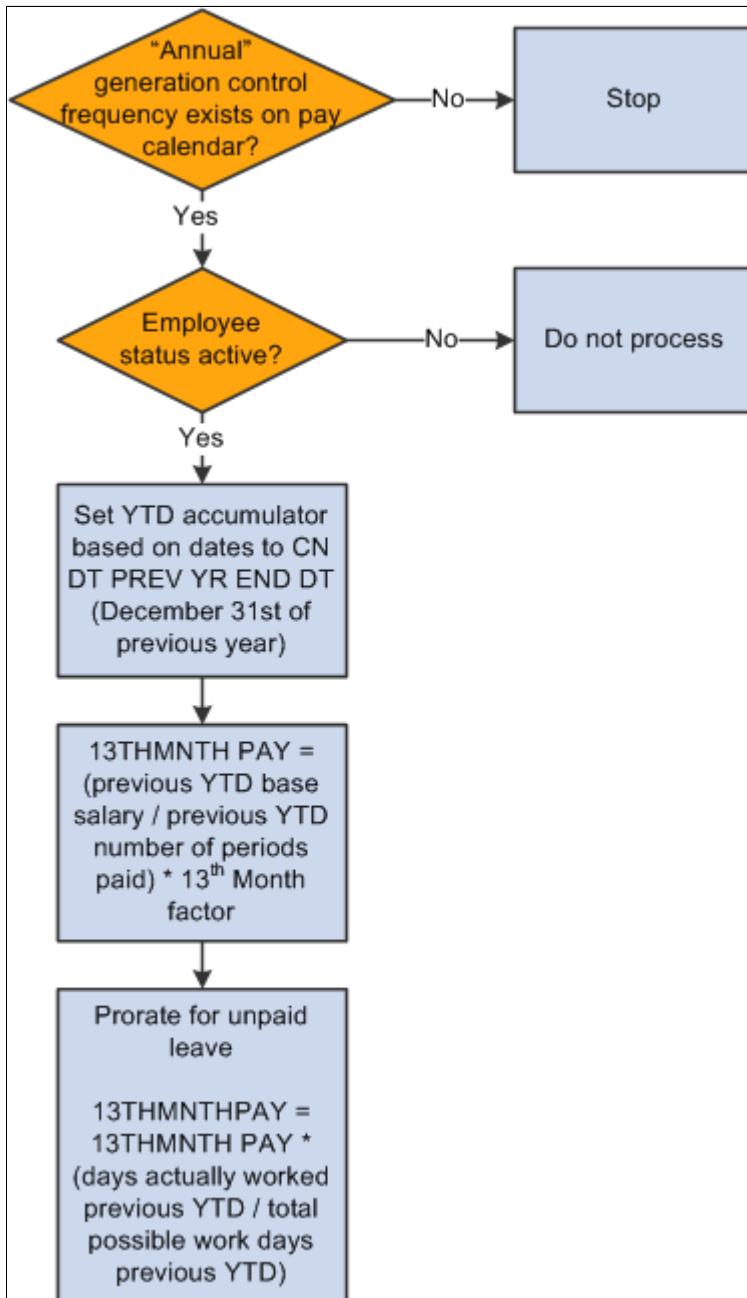 “Annual”
generation control
frequency exists on pay
calendar?
No
Stop
Yes
Employee
status active?
No
Do not process
Yes
Set YTD accumulator
based on dates to CN
DT PREV YR END DT
(December 31st of
previous year)
13THMNTH PAY =
(previous YTD base
salary / previous YTD
number of periods
paid) * 13th Month
factor
Prorate for unpaid
leave
13THMNTHPAY =
13THMNTH PAY *
(days actually worked
previous YTD / total
possible work days
previous YTD)